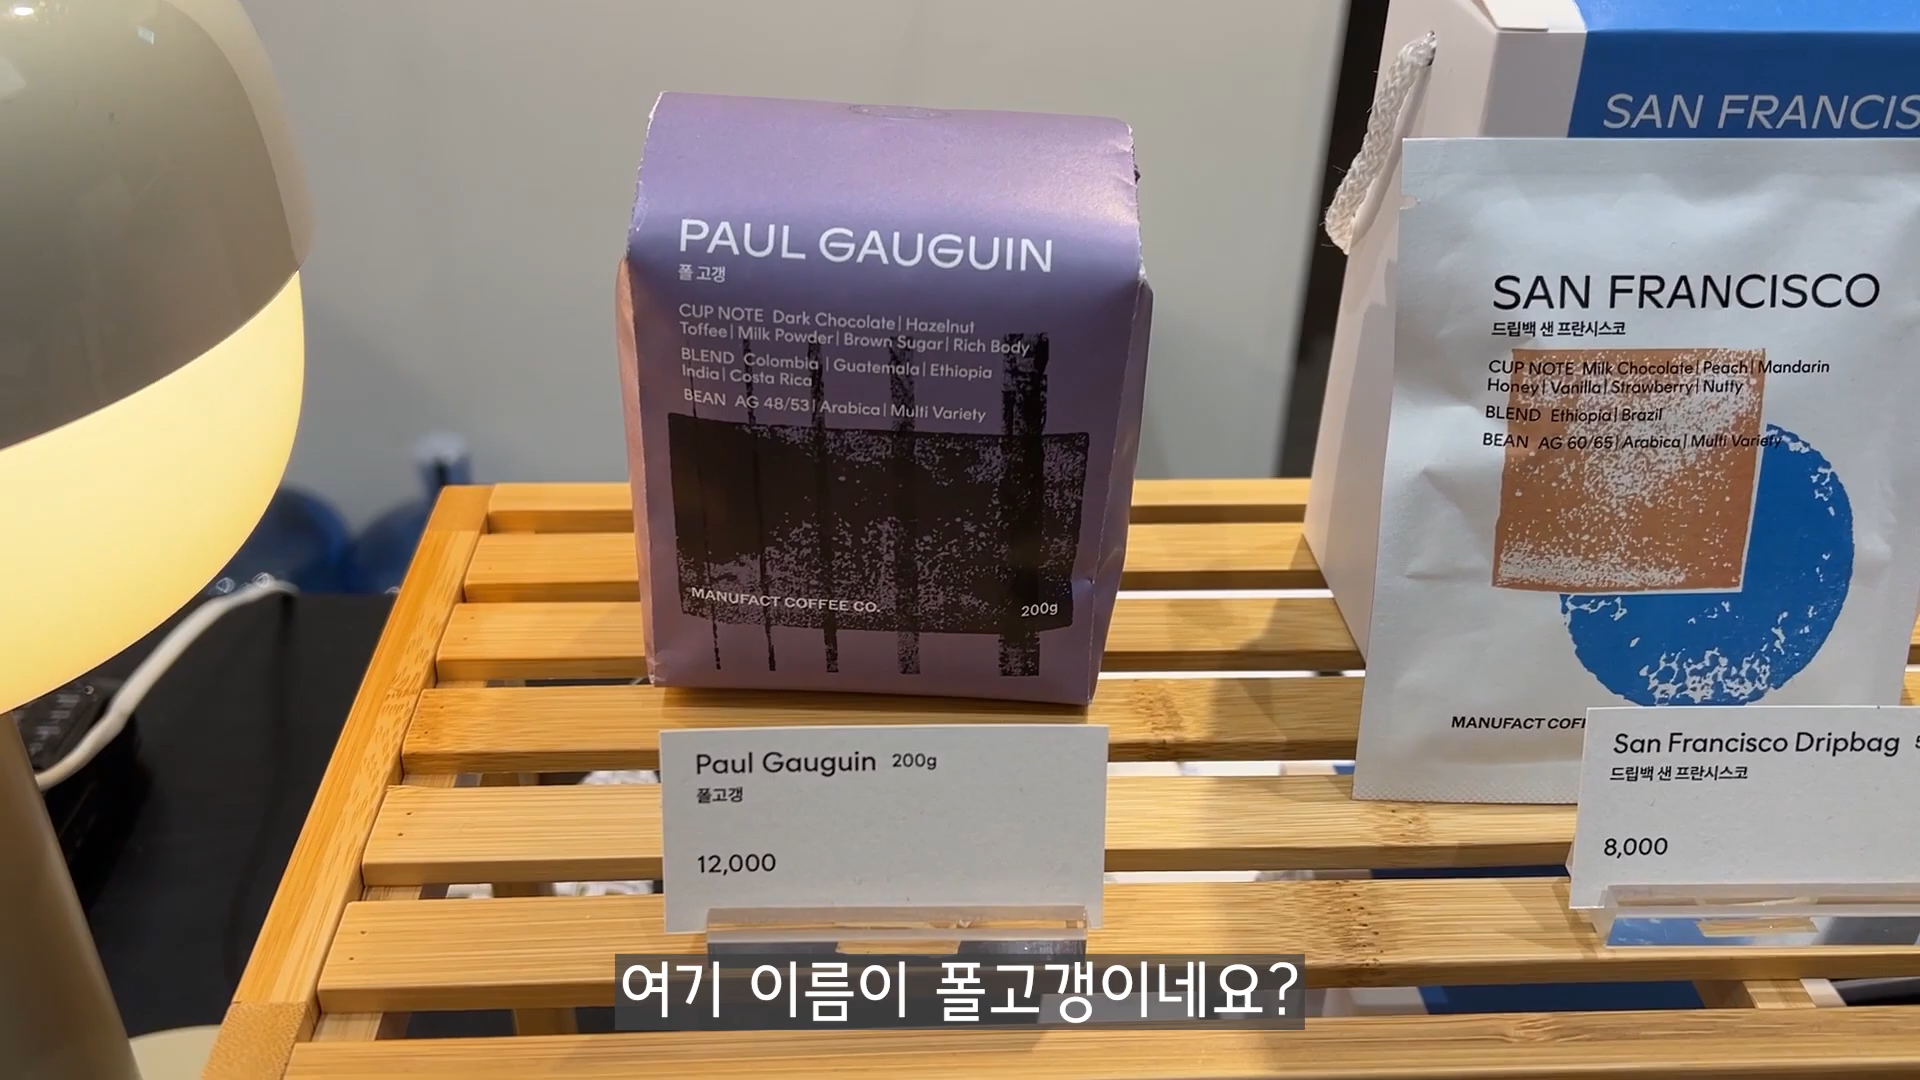 PAUL GAUGUIN
폴 고갱
CUP NOTE Dark Chocolate | Hazelnut
Toffee | Milk Powder | Brown Sugar | Rich Body
BLEND Colombia | Guatemala | Ethiopia
India | Costa Rica
BEAN AG 48/53 | Arabica | Multi Variety
MANUFACT COFFEE CO.
200g
Paul Gauguin 200g
폴고갱
12,000
SAN FRANCIS
SAN FRANCISCO
드립백 샌 프란시스코
CUP NOTE Milk Chocolate | Peach | Mandarin
Honey | Vanilla | Strawberry | Nutty
BLEND Ethiopia | Brazil
BEAN AG 60/65 | Arabica | Multi Variety
MANUFACT COFF
San Francisco Dripbag
드립백 샌 프란시스코
8,000
여기 이름이 폴고갱이네요?